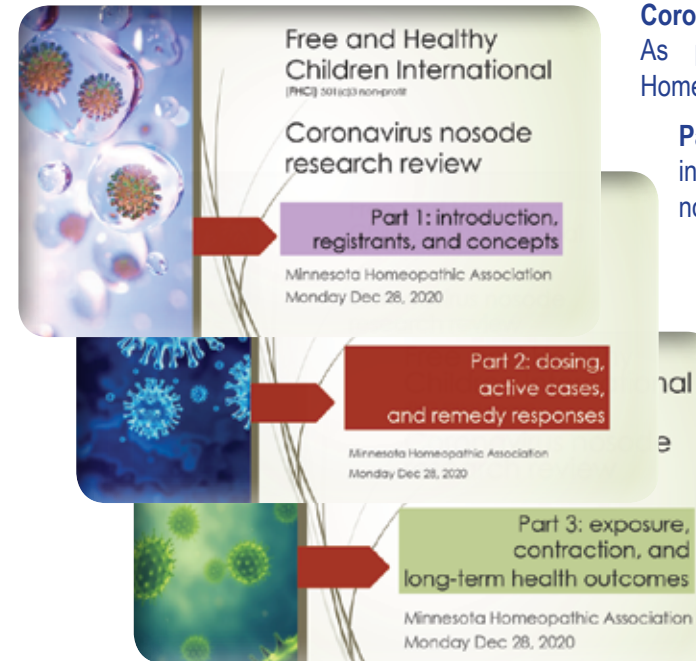 Free and Healthy
Children International
(FHCI) 501(c)3 non-profit
Coronavirus nosode
research review
Part 1: introduction,
registrants, and concepts
Minnesota Homeopathic Association
Monday Dec 28, 2020
Part 2: dosing,
active cases,
and remedy responses
Minnesota Homeopathic Association
Monday Dec 28, 2020
Part 3: exposure,
contraction, and
long-term health outcomes
Minnesota Homeopathic Association
Monday Dec 28, 2020
As